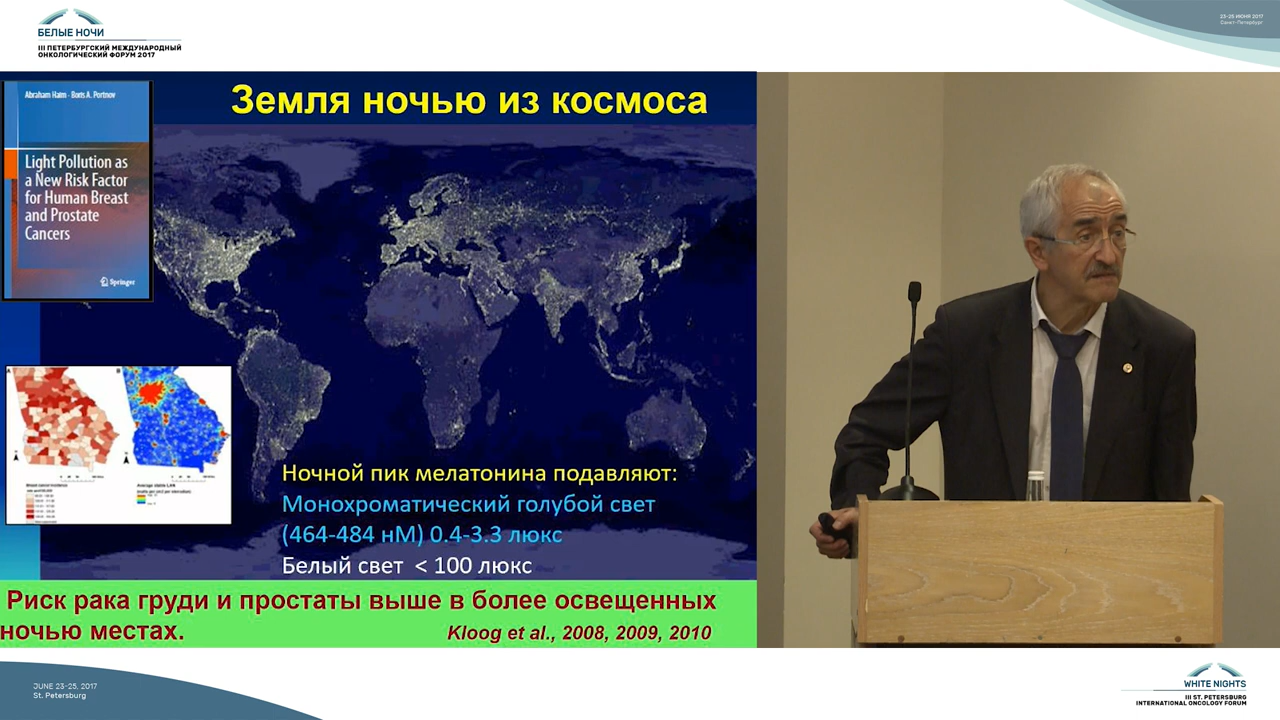 БЕЛЫЕ НОЧИ
III ПЕТЕРБУРГСКИЙ МЕЖДУНАРОДНЫЙ
ОНКОЛОГИЧЕСКИЙ ФОРУМ 2017
23-25 ИЮНЯ 2017
Санкт-Петербург
Земля ночью из космоса
Abraham Haim · Boris A. Portnov
Light Pollution as
a New Risk Factor
for Human Breast
and Prostate
Cancers
Springer
A
B
Ночной пик мелатонина подавляют:
Монохроматический голубой свет
(464-484 нМ) 0.4-3.3 люкс
Белый свет < 100 люкс
Риск рака груди и простаты выше в более освещенных
ночью местах.
Kloog et al., 2008, 2009, 2010
JUNE 23-25, 2017
St. Petersburg
WHITE NIGHTS
III ST. PETERSBURG
INTERNATIONAL ONCOLOGY FORUM